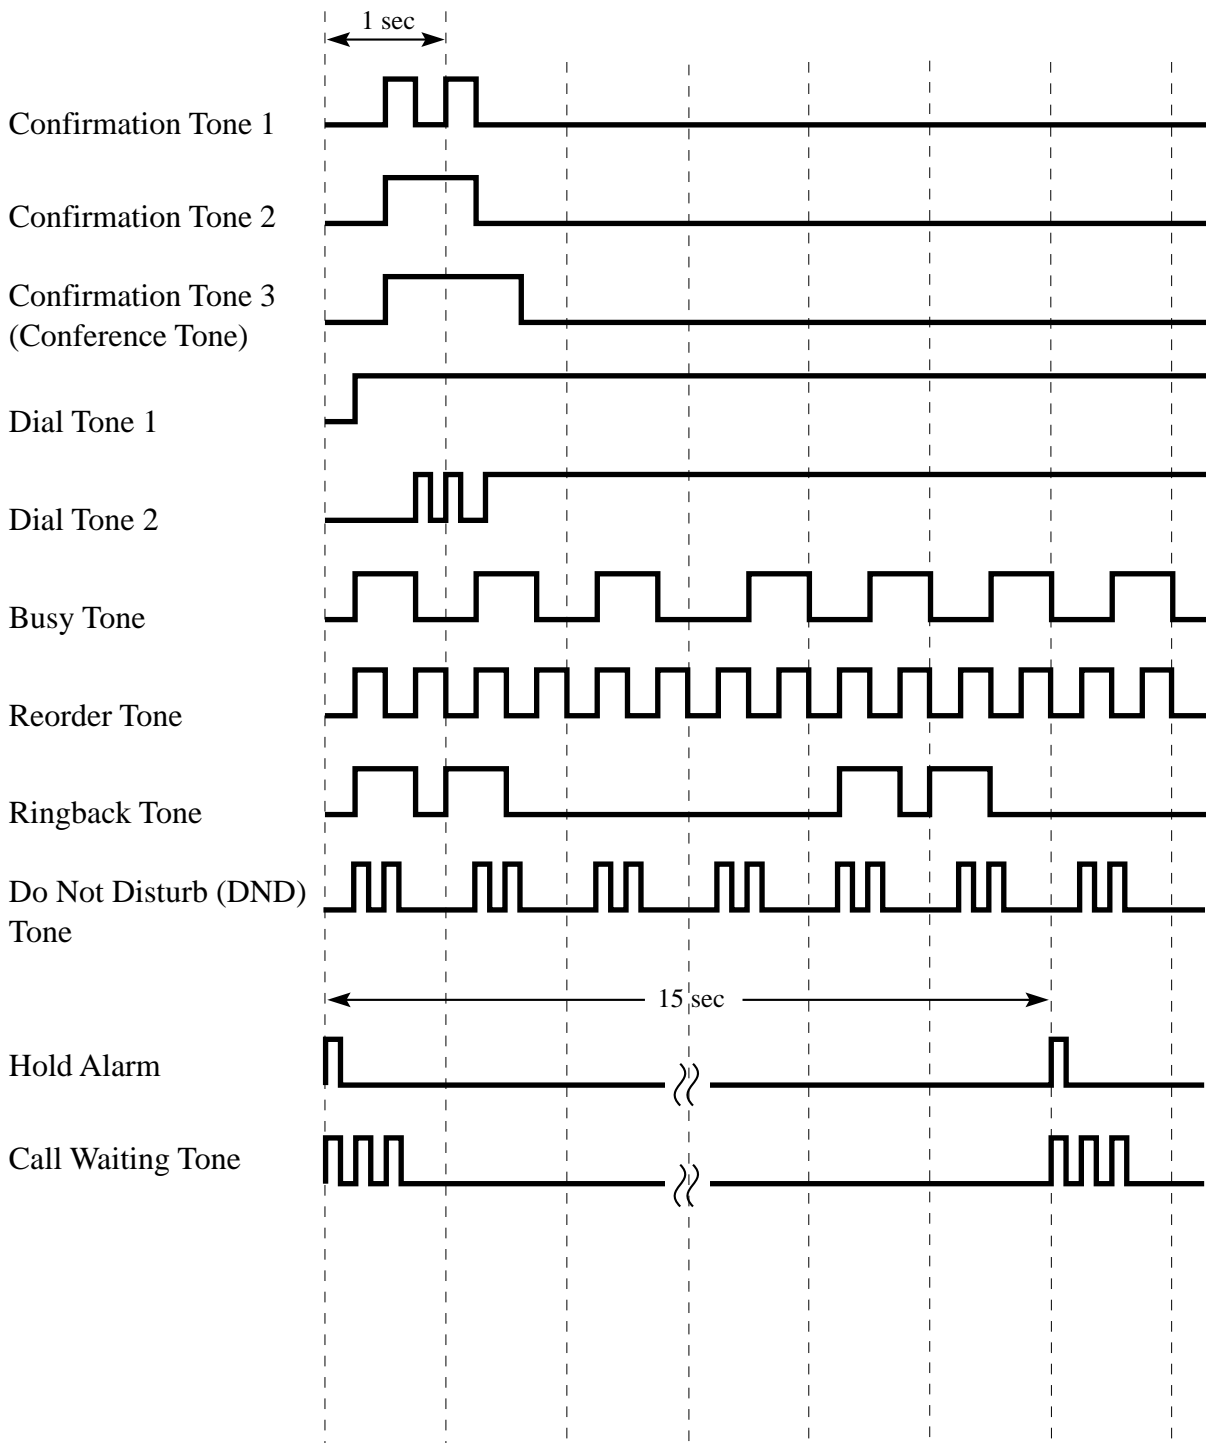 1 sec
Confirmation Tone 1
Confirmation Tone 2
Confirmation Tone 3
(Conference Tone)
Dial Tone 1
Dial Tone 2
Busy Tone
Reorder Tone
Ringback Tone
Do Not Disturb (DND)
Tone
15 sec
Hold Alarm
Call Waiting Tone